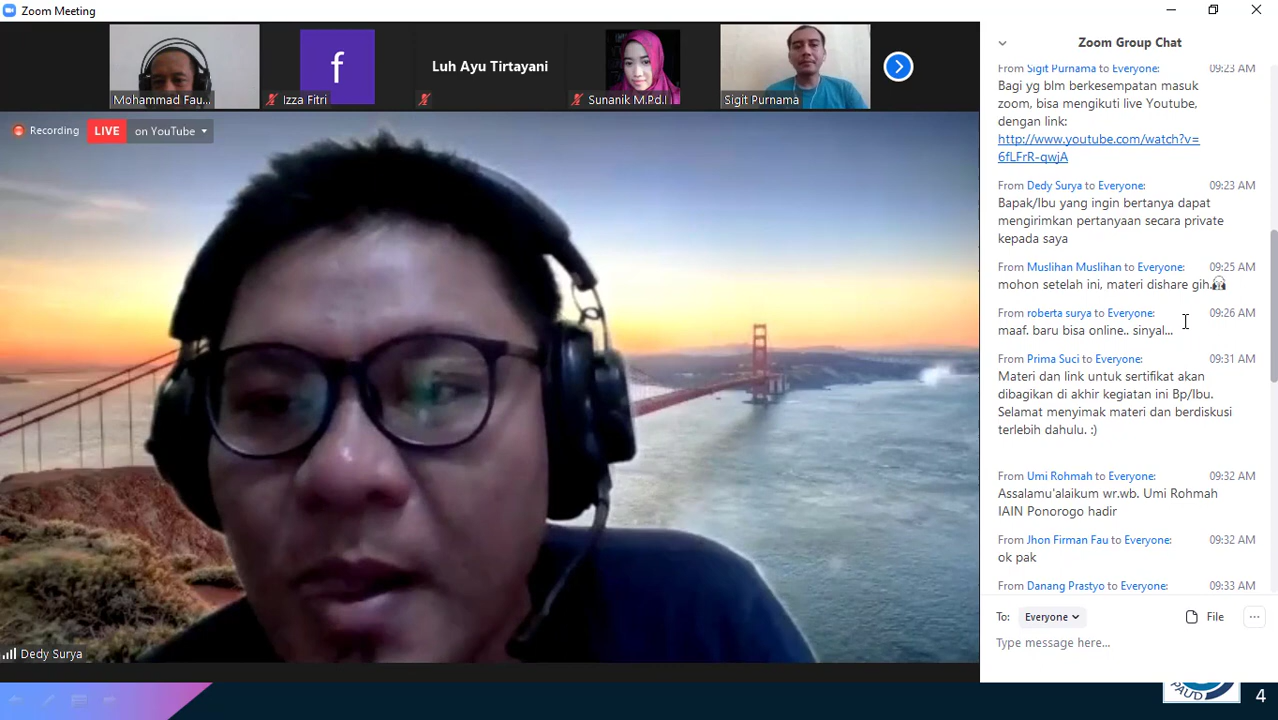 Zoom Meeting
Mohammad Fau...
f
Izza Fitri
Luh Ayu Tirtayani
Sunanik M.Pd.I
Sigit Purnama
Recording
LIVE
on YouTube
Dedy Surya
Zoom Group Chat
From Sigit Purnama to Everyone: 09:23 AM
Bagi yg blm berkesempatan masuk
zoom, bisa mengikuti live Youtube,
dengan link:
http://www.youtube.com/watch?v=
6fLFrR-qwjA
From Dedy Surya to Everyone: 09:23 AM
Bapak/Ibu yang ingin bertanya dapat
mengirimkan pertanyaan secara private
kepada saya
From Muslihan Muslihan to Everyone: 09:25 AM
mohon setelah ini, materi dishare gih.
From roberta surya to Everyone: 09:26 AM
maaf. baru bisa online.. sinyal...
From Prima Suci to Everyone: 09:31 AM
Materi dan link untuk sertifikat akan
dibagikan di akhir kegiatan ini Bp/Ibu.
Selamat menyimak materi dan berdiskusi
terlebih dahulu. :)
From Umi Rohmah to Everyone: 09:32 AM
Assalamu'alaikum wr.wb. Umi Rohmah
IAIN Ponorogo hadir
From Jhon Firman Fau to Everyone: 09:32 AM
ok pak
From Danang Prastyo to Everyone: 09:33 AM
To: Everyone File
Type message here...
PAUD
4